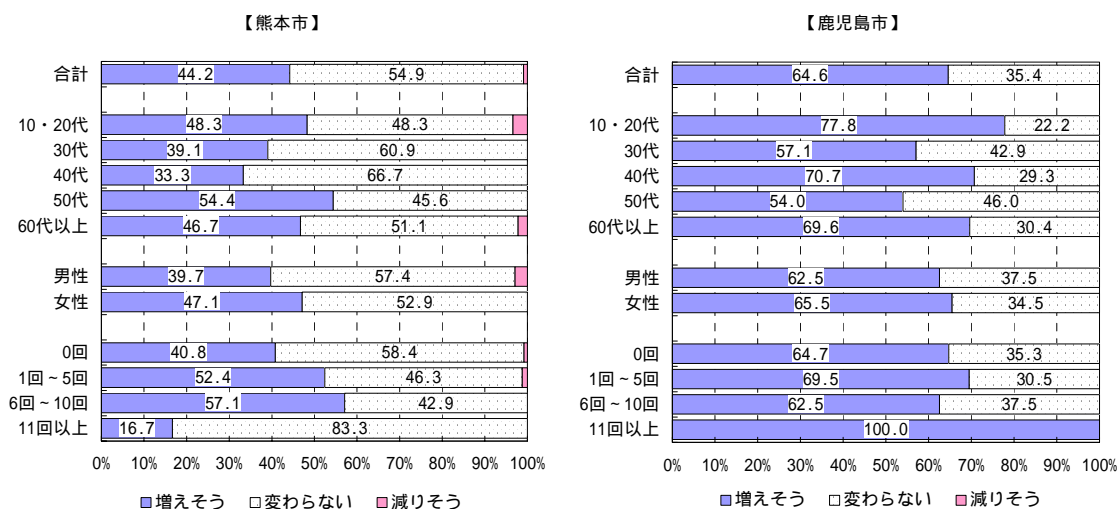 【熊本市】
合計 44.2 54.9
10・20代 48.3 48.3
30代 39.1 60.9
40代 33.3 66.7
50代 54.4 45.6
60代以上 46.7 51.1
男性 39.7 57.4
女性 47.1 52.9
0回 40.8 58.4
1回~5回 52.4 46.3
6回~10回 57.1 42.9
11回以上 16.7 83.3
0% 10% 20% 30% 40% 50% 60% 70% 80% 90% 100%
増えそう 変わらない 減りそう
【鹿児島市】
合計 64.6 35.4
10・20代 77.8 22.2
30代 57.1 42.9
40代 70.7 29.3
50代 54.0 46.0
60代以上 69.6 30.4
男性 62.5 37.5
女性 65.5 34.5
0回 64.7 35.3
1回~5回 69.5 30.5
6回~10回 62.5 37.5
11回以上 100.0
0% 10% 20% 30% 40% 50% 60% 70% 80% 90% 100%
増えそう 変わらない 減りそう